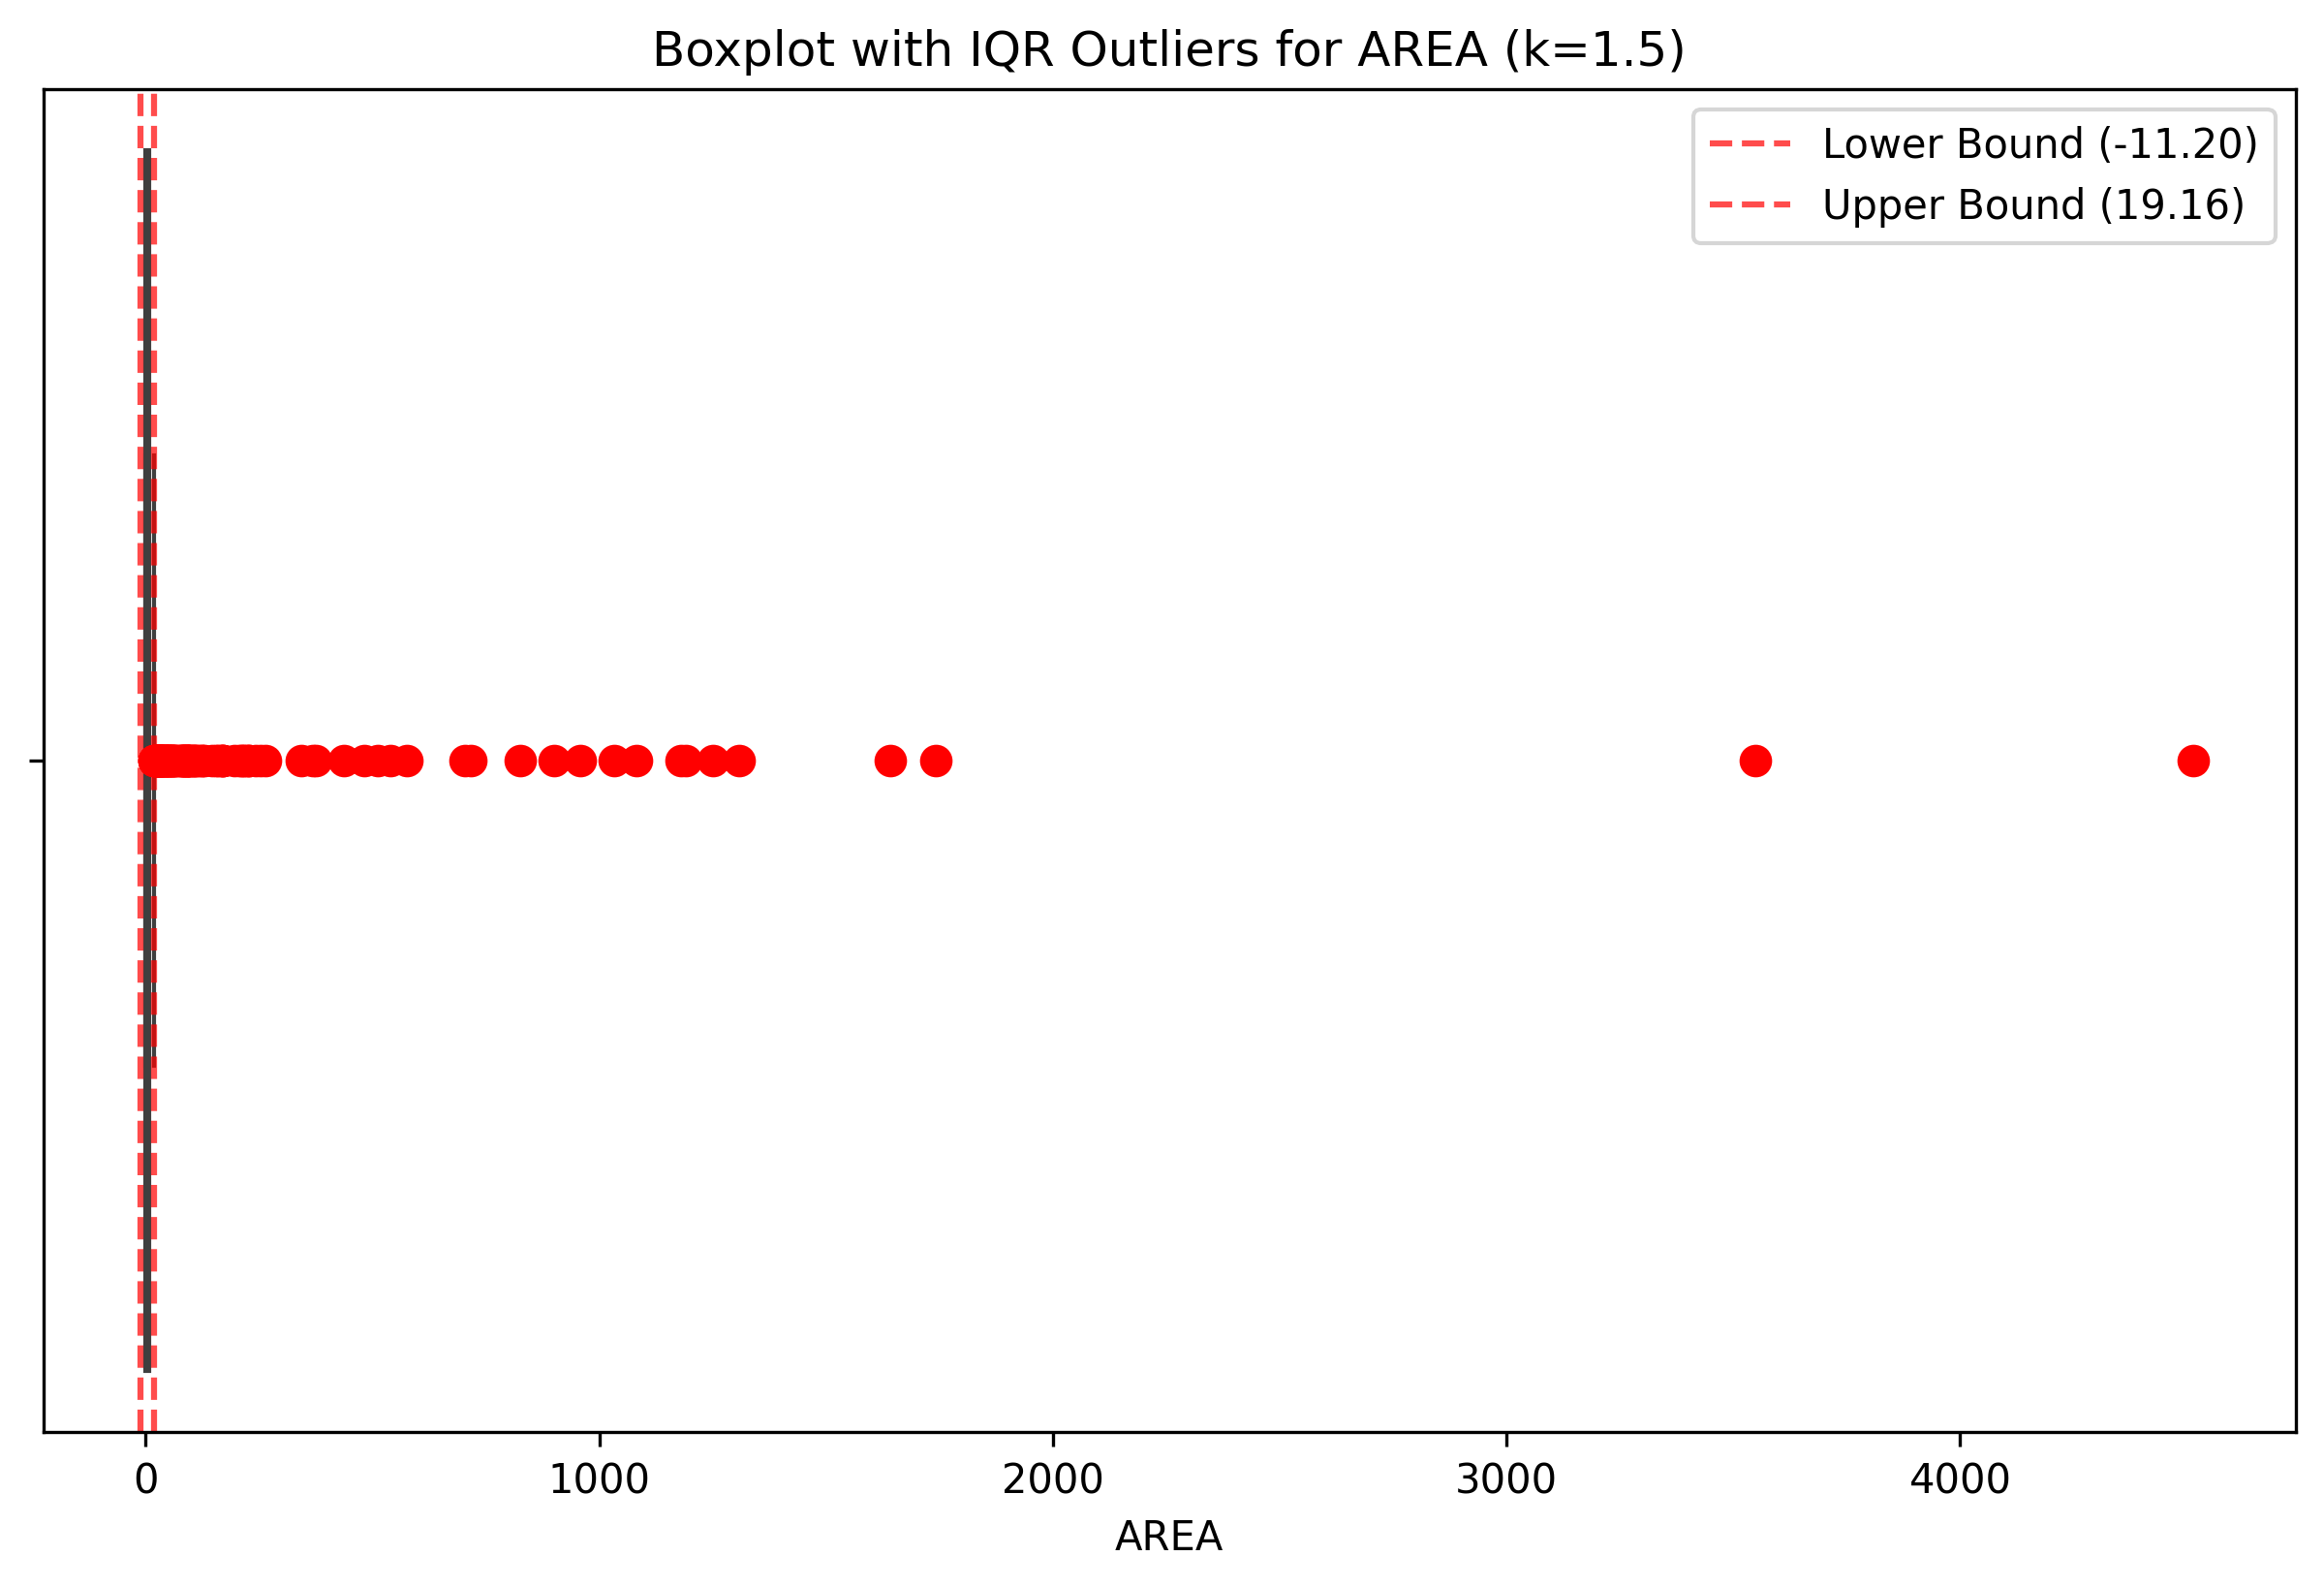 Boxplot with IQR Outliers for AREA (k=1.5)
Lower Bound (-11.20)
Upper Bound (19.16)
0 1000 2000 3000 4000
AREA